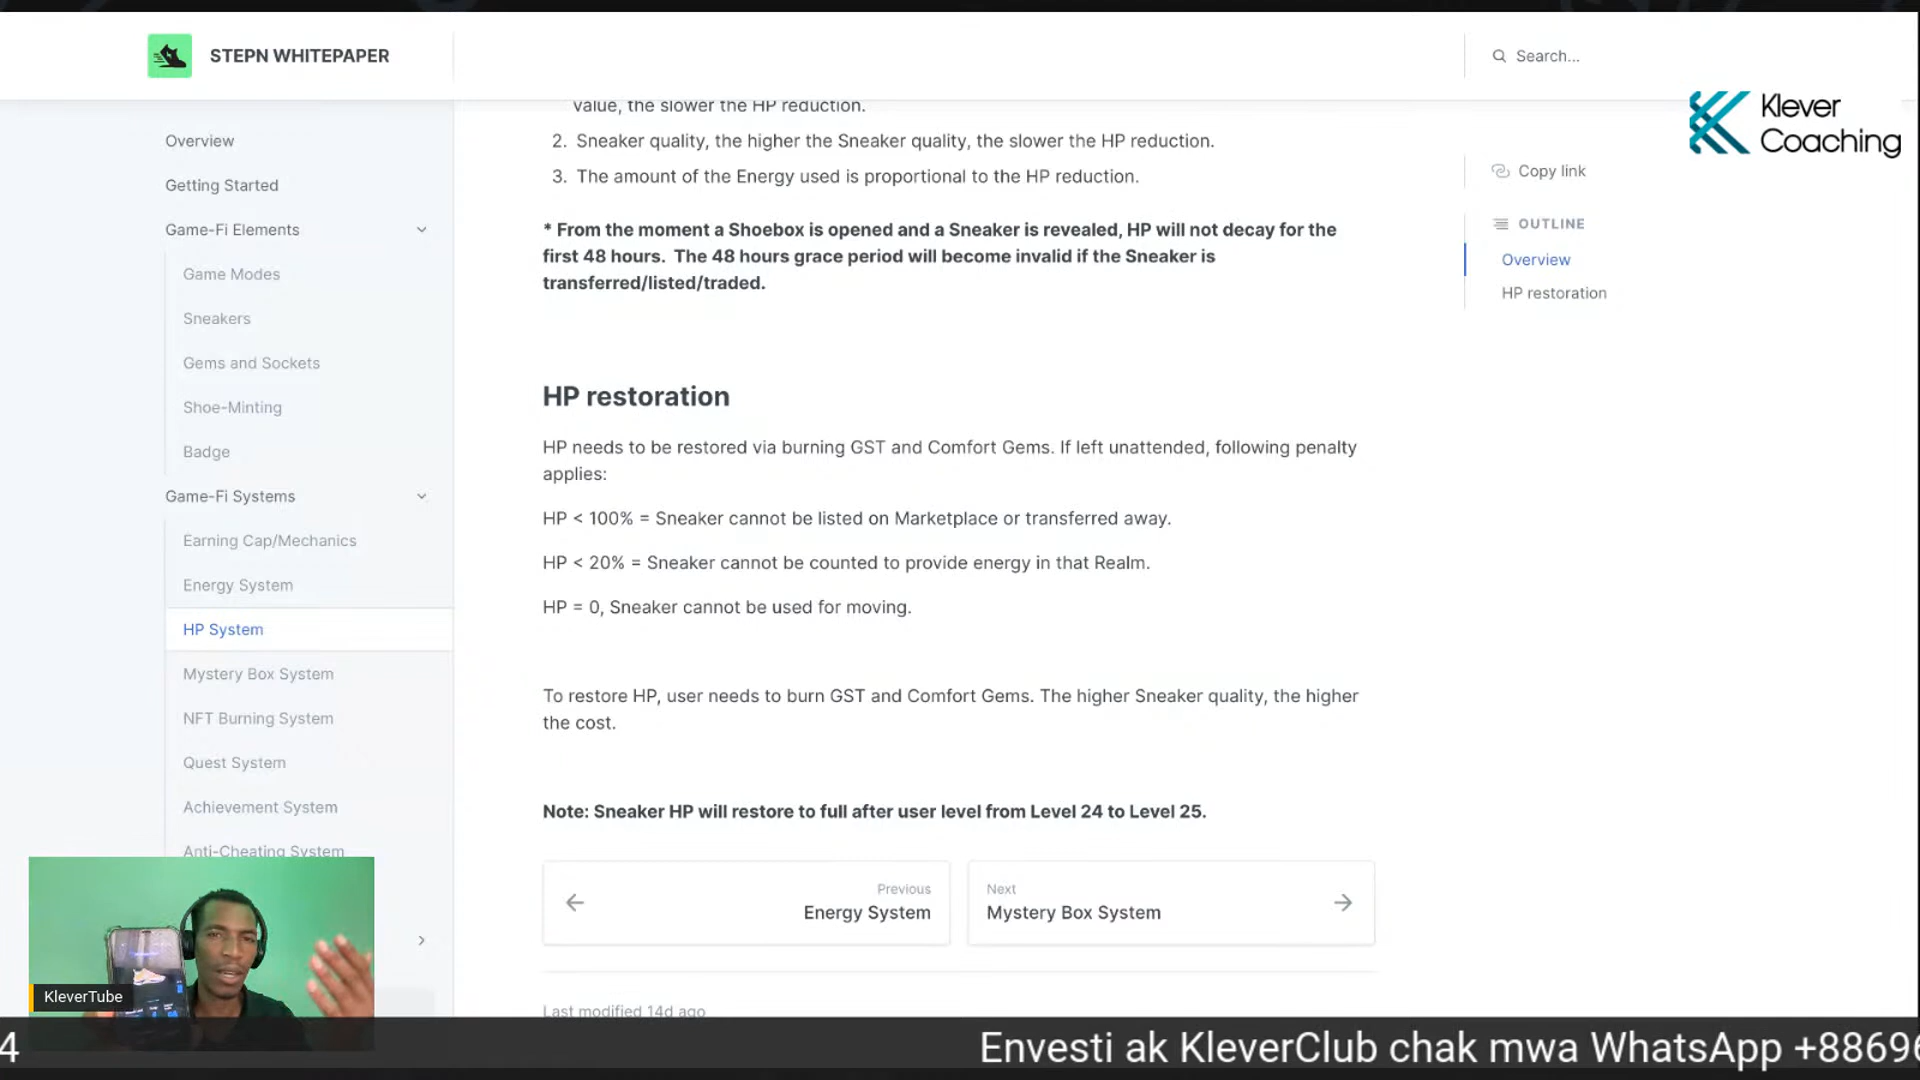 STEPN WHITEPAPER
Search...
Klever
Coaching
Overview
Getting Started
Game-Fi Elements
Game Modes
Sneakers
Gems and Sockets
Shoe-Minting
Badge
Game-Fi Systems
Earning Cap/Mechanics
Energy System
HP System
Mystery Box System
NFT Burning System
Quest System
Achievement System
Anti-Cheating System
value, the slower the HP reduction.
2. Sneaker quality, the higher the Sneaker quality, the slower the HP reduction.
3. The amount of the Energy used is proportional to the HP reduction.
* From the moment a Shoebox is opened and a Sneaker is revealed, HP will not decay for the
first 48 hours. The 48 hours grace period will become invalid if the Sneaker is
transferred/listed/traded.
HP restoration
HP needs to be restored via burning GST and Comfort Gems. If left unattended, following penalty
applies:
HP < 100% = Sneaker cannot be listed on Marketplace or transferred away.
HP < 20% = Sneaker cannot be counted to provide energy in that Realm.
HP = 0, Sneaker cannot be used for moving.
To restore HP, user needs to burn GST and Comfort Gems. The higher Sneaker quality, the higher
the cost.
Note: Sneaker HP will restore to full after user level from Level 24 to Level 25.
Previous
Energy System
Next
Mystery Box System
Last modified 14d ago
Copy link
OUTLINE
Overview
HP restoration
KleverTube
4
Envesti ak KleverClub chak mwa WhatsApp +88696